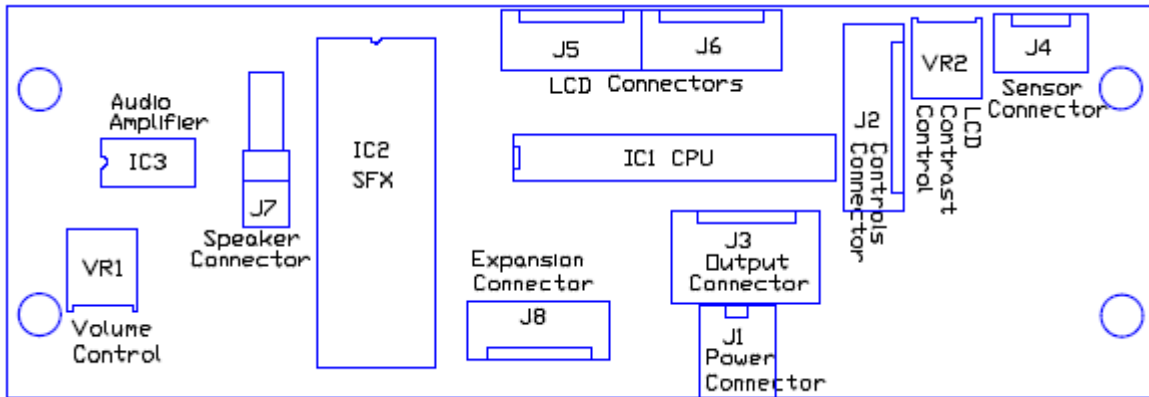 J5
J6
LCD Connectors
VR2
LCD
Contrast
Control
J4
Sensor
Connector
Audio
Amplifier
IC3
IC2
SFX
IC1 CPU
J2
Controls
Connector
J7
Speaker
Connector
VR1
Volume
Control
Expansion
Connector
J8
J3
Output
Connector
J1
Power
Connector